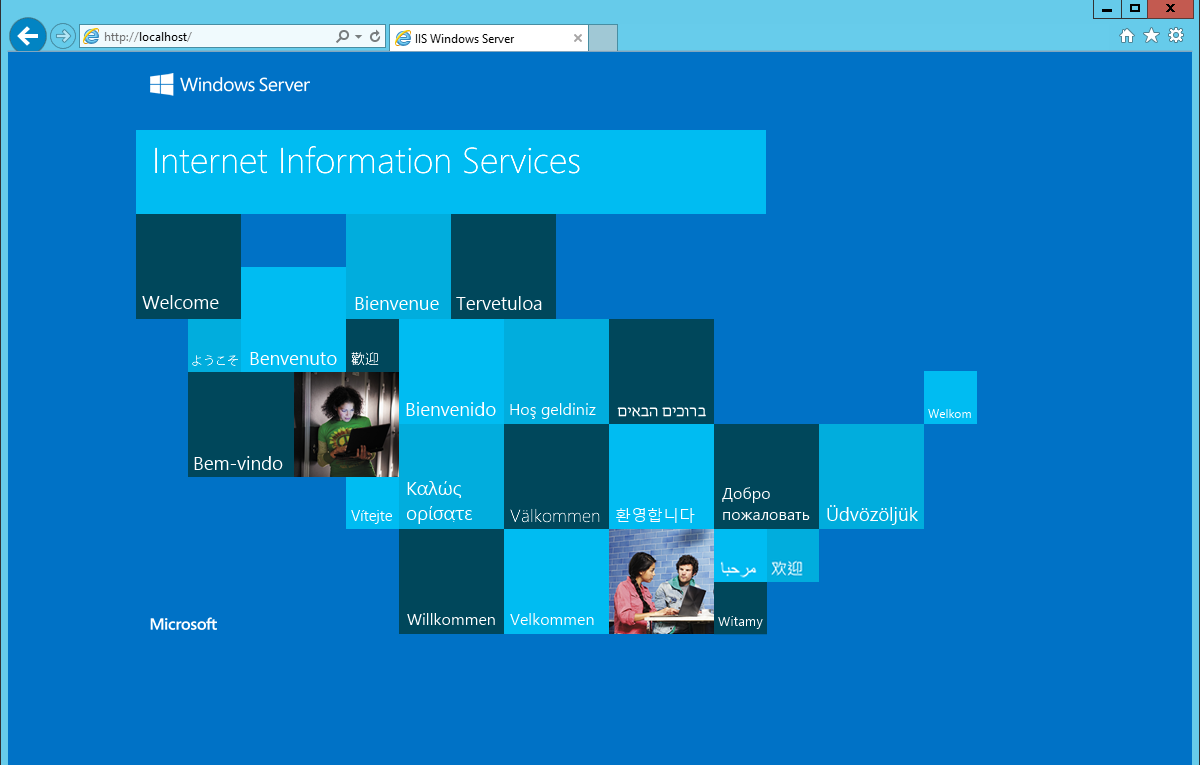 http://localhost/
IIS Windows Server
Windows Server
Internet Information Services
Welcome
Bienvenue
Tervetuloa
ようこそ
Benvenuto
歡迎
Bienvenido
Hoş geldiniz
ברוכים הבאים
Welkom
Bem-vindo
Vítejte
Καλώς
ορίσατε
Välkommen
환영합니다
Добро
пожаловать
Üdvözöljük
مرحبا
欢迎
Willkommen
Velkommen
Witamy
Microsoft